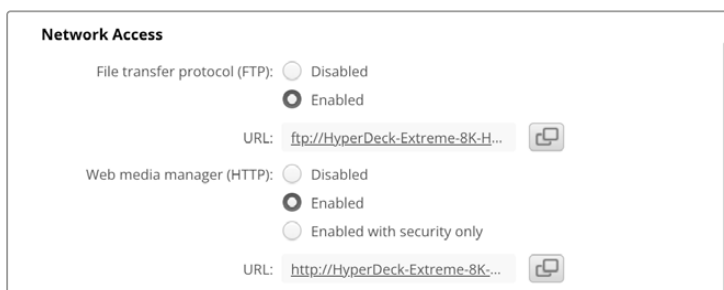 Network Access
File transfer protocol (FTP): Disabled
Enabled
URL: ftp://HyperDeck-Extreme-8K-H...
Web media manager (HTTP): Disabled
Enabled
Enabled with security only
URL: http://HyperDeck-Extreme-8K-...